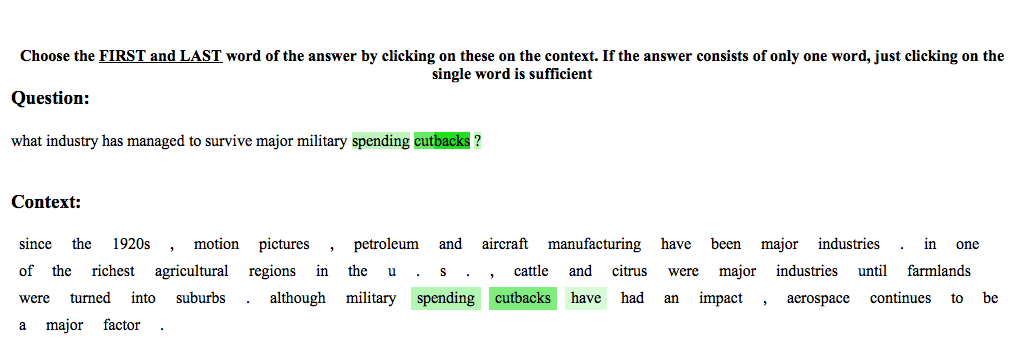 Choose the FIRST and LAST word of the answer by clicking on these on the context. If the answer consists of only one word, just clicking on the
single word is sufficient
Question:
what industry has managed to survive major military spending cutbacks ?
Context:
since the 1920s , motion pictures , petroleum and aircraft manufacturing have been major industries . in one
of the richest agricultural regions in the u . s . , cattle and citrus were major industries until farmlands
were turned into suburbs . although military spending cutbacks have had an impact , aerospace continues to be
a major factor .